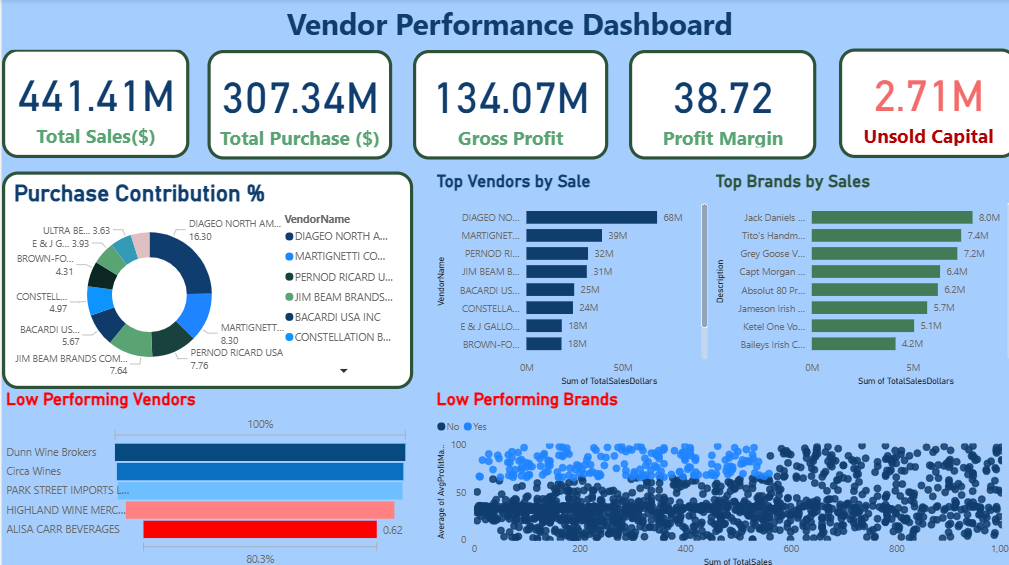 Vendor Performance Dashboard
441.41M
Total Sales($)
307.34M
Total Purchase ($)
134.07M
Gross Profit
38.72
Profit Margin
2.71M
Unsold Capital
Purchase Contribution %
DIAGEO NORTH AM...
16.30
MARTIGNETT...
8.30
PERNOD RICARD USA
7.76
JIM BEAM BRANDS COM...
7.64
BACARDI US...
5.67
CONSTELL...
4.97
BROWN-FO...
4.31
E & J G... 3.93
ULTRA BE... 3.63
VendorName
DIAGEO NORTH A...
MARTIGNETTI CO...
PERNOD RICARD U...
JIM BEAM BRANDS...
BACARDI USA INC
CONSTELLATION B...
Top Vendors by Sale
VendorName
DIAGEO NO... 68M
MARTIGNET... 39M
PERNOD RI... 32M
JIM BEAM B... 31M
BACARDI US... 25M
CONSTELLA... 24M
E & J GALLO... 18M
BROWN-FO... 18M
0M 50M
Sum of TotalSalesDollars
Top Brands by Sales
Description
Jack Daniels ... 8.0M
Tito's Handm... 7.4M
Grey Goose V... 7.2M
Capt Morgan ... 6.4M
Absolut 80 Pr... 6.2M
Jameson Irish ... 5.7M
Ketel One Vo... 5.1M
Baileys Irish C... 4.2M
0M 5M
Sum of TotalSalesDollars
Low Performing Vendors
100%
Dunn Wine Brokers
Circa Wines
PARK STREET IMPORTS L...
HIGHLAND WINE MERC...
ALISA CARR BEVERAGES 0.62
80.3%
Low Performing Brands
No Yes
Average of AvgProfitMa...
100
50
0
0 200 400 600 800 1,00
Sum of TotalSales